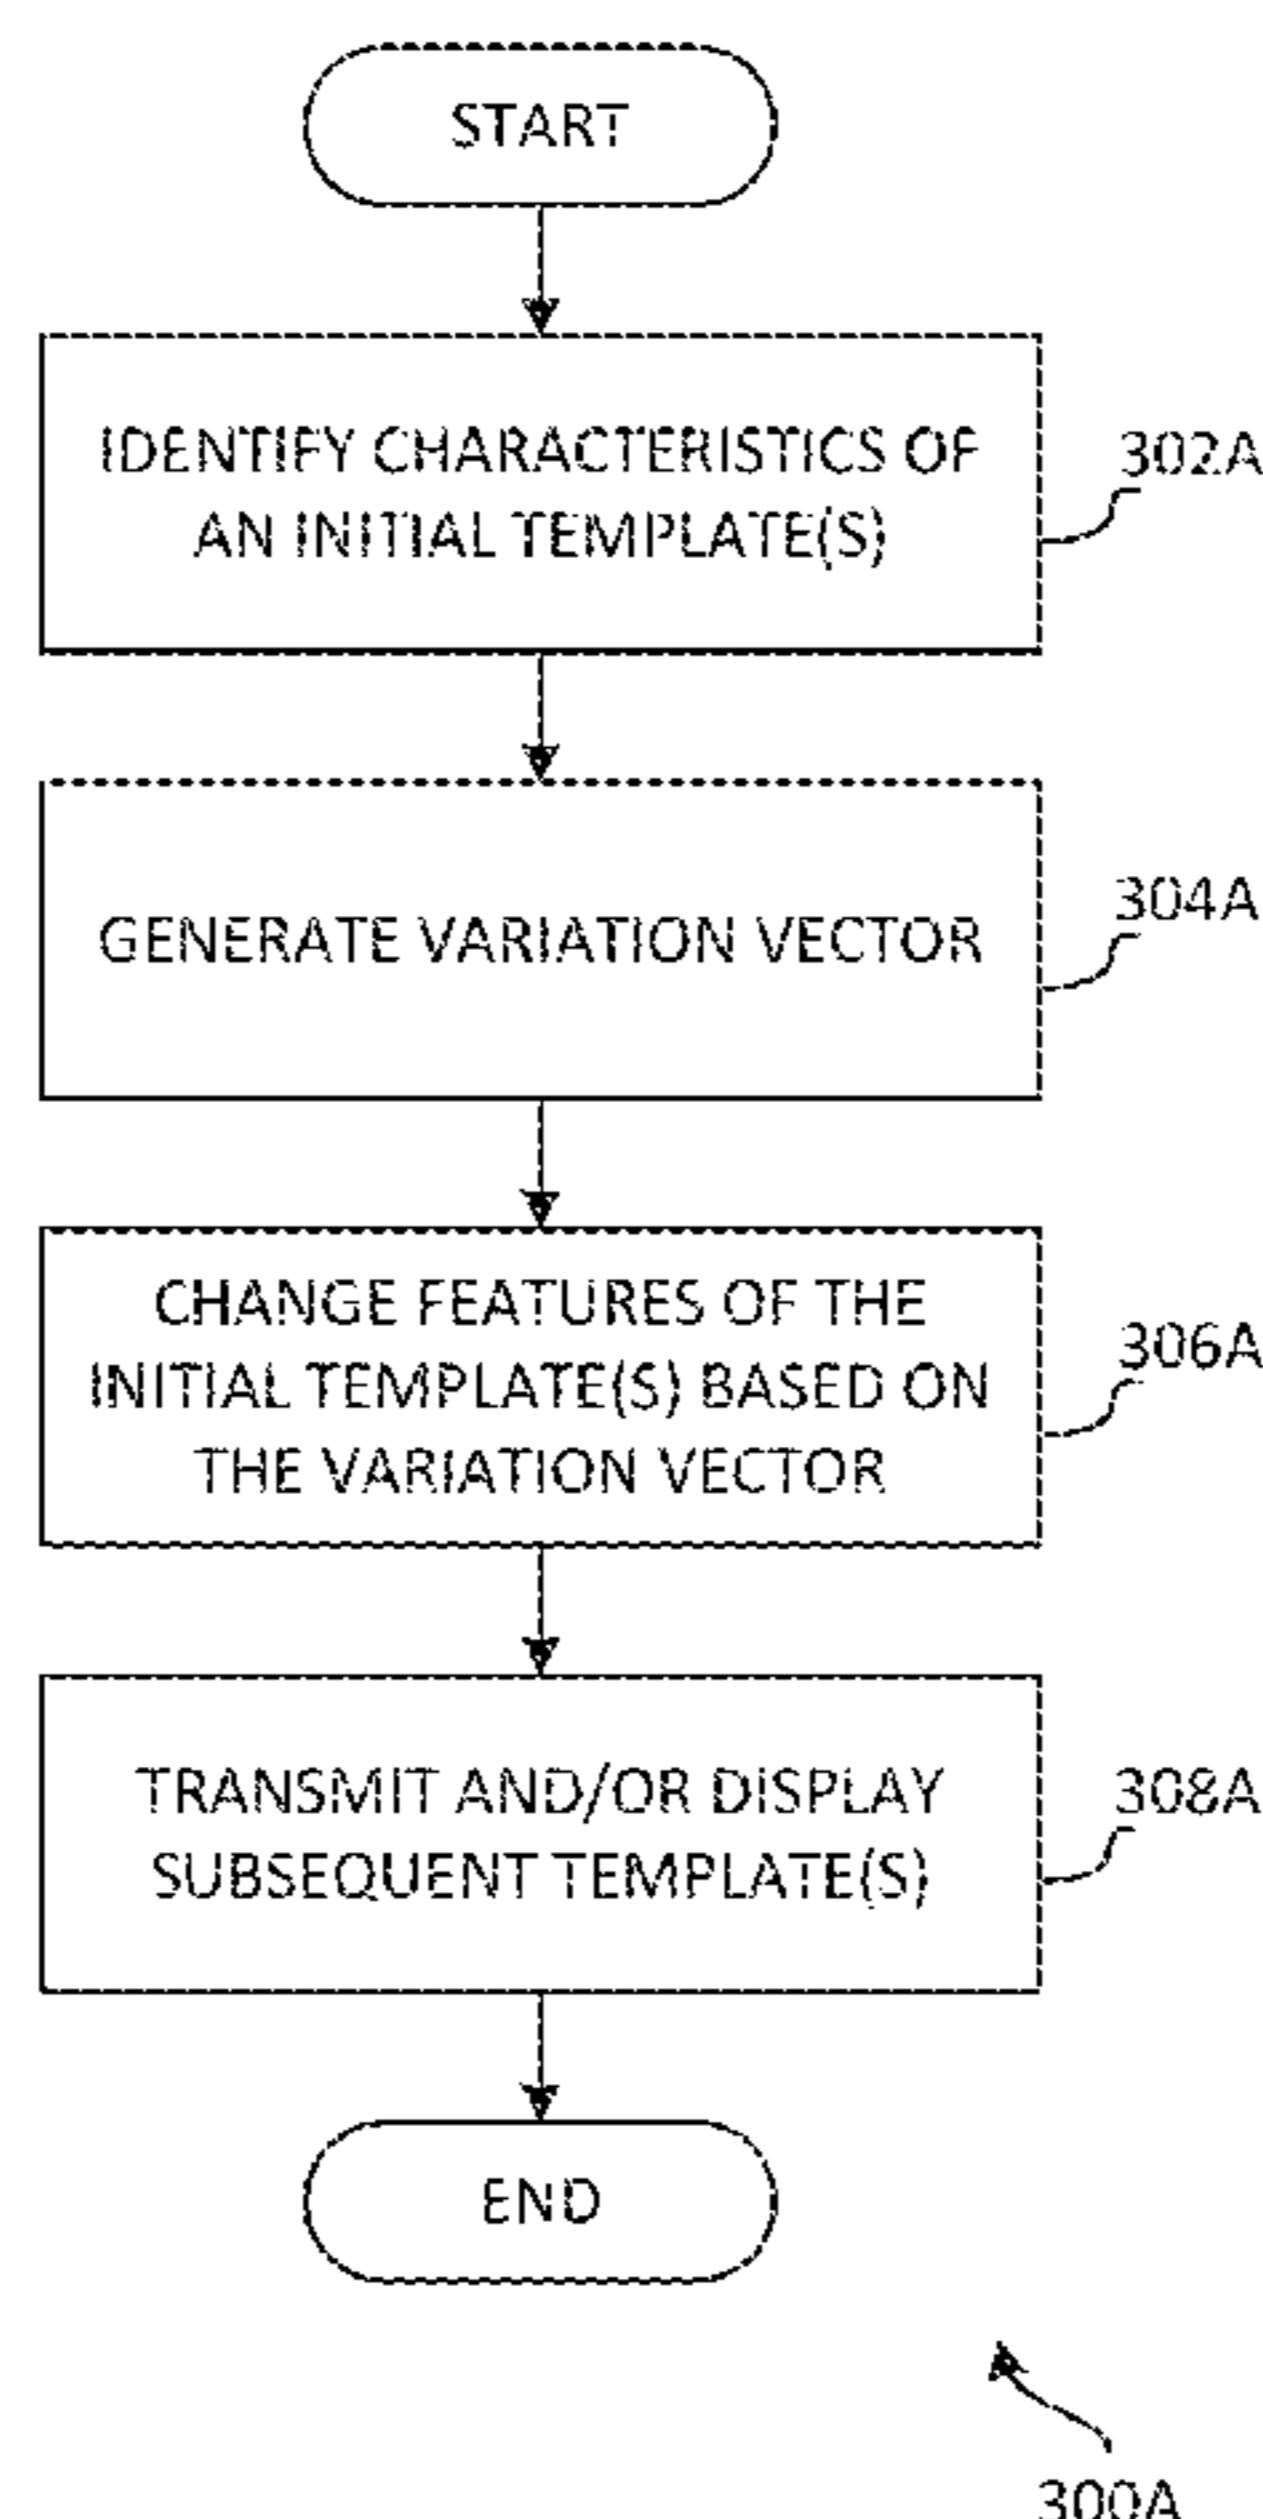 START
IDENTIFY CHARACTERISTICS OF
AN INITIAL TEMPLATE(S)
302A
GENERATE VARIATION VECTOR
304A
CHANGE FEATURES OF THE
INITIAL TEMPLATE(S) BASED ON
THE VARIATION VECTOR
306A
TRANSMIT AND/OR DISPLAY
SUBSEQUENT TEMPLATE(S)
308A
END
300A